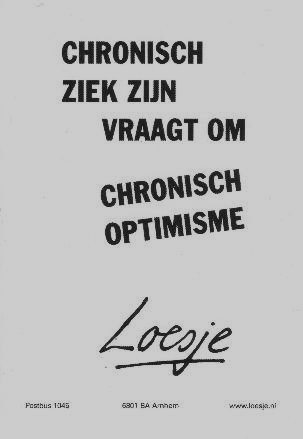 CHRONISCH
ZIEK ZIJN
VRAAGT OM
CHRONISCH
OPTIMISME
Loesje
Postbus 1045 6801 BA Arnhem www.loesje.nl